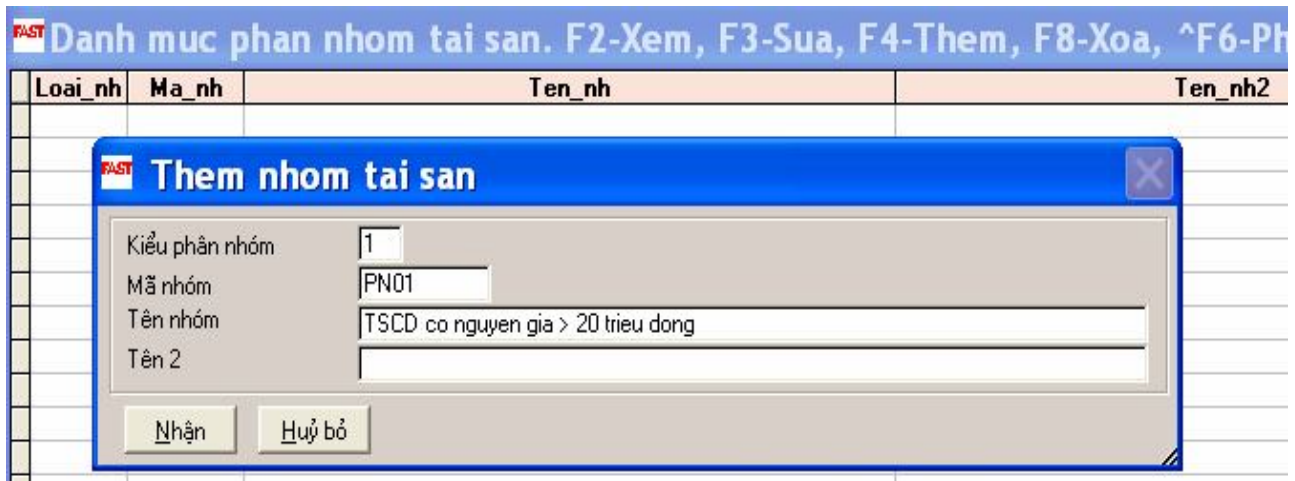 FAST Danh muc phan nhom tai san. F2-Xem, F3-Sua, F4-Them, F8-Xoa, ^F6-Ph
Loai_nh Ma_nh Ten_nh Ten_nh2
FAST Them nhom tai san
Kiểu phân nhóm 1
Mã nhóm PN01
Tên nhóm TSCD co nguyen gia > 20 trieu dong
Tên 2
Nhận Huỷ bỏ